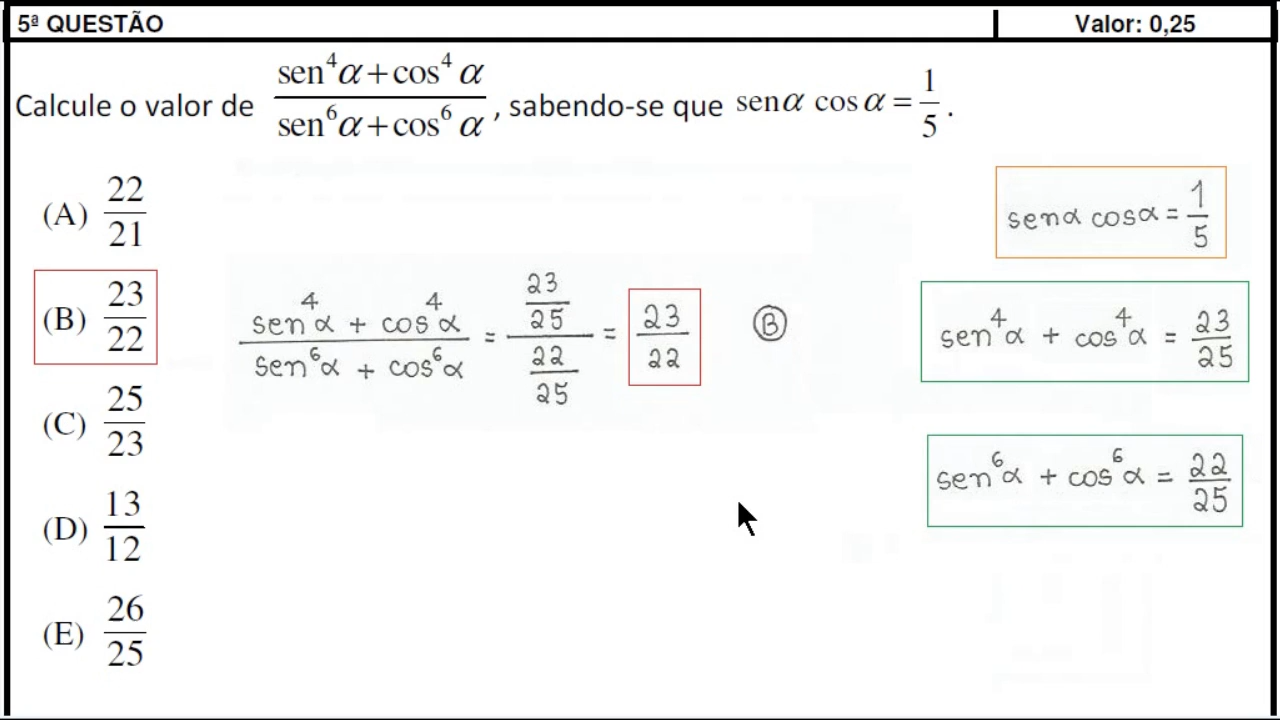 5ª QUESTÃO Valor: 0,25
Calcule o valor de (sen⁴α + cos⁴ α)/(sen⁶α + cos⁶ α), sabendo-se que senα cosα = 1/5.
(A) 22/21
senα cosα = 1/5
(B) 23/22
(sen⁴α + cos⁴α)/(sen⁶α + cos⁶α) = (23/25)/(22/25) = 23/22 Ⓑ
sen⁴α + cos⁴α = 23/25
(C) 25/23
sen⁶α + cos⁶α = 22/25
(D) 13/12
(E) 26/25